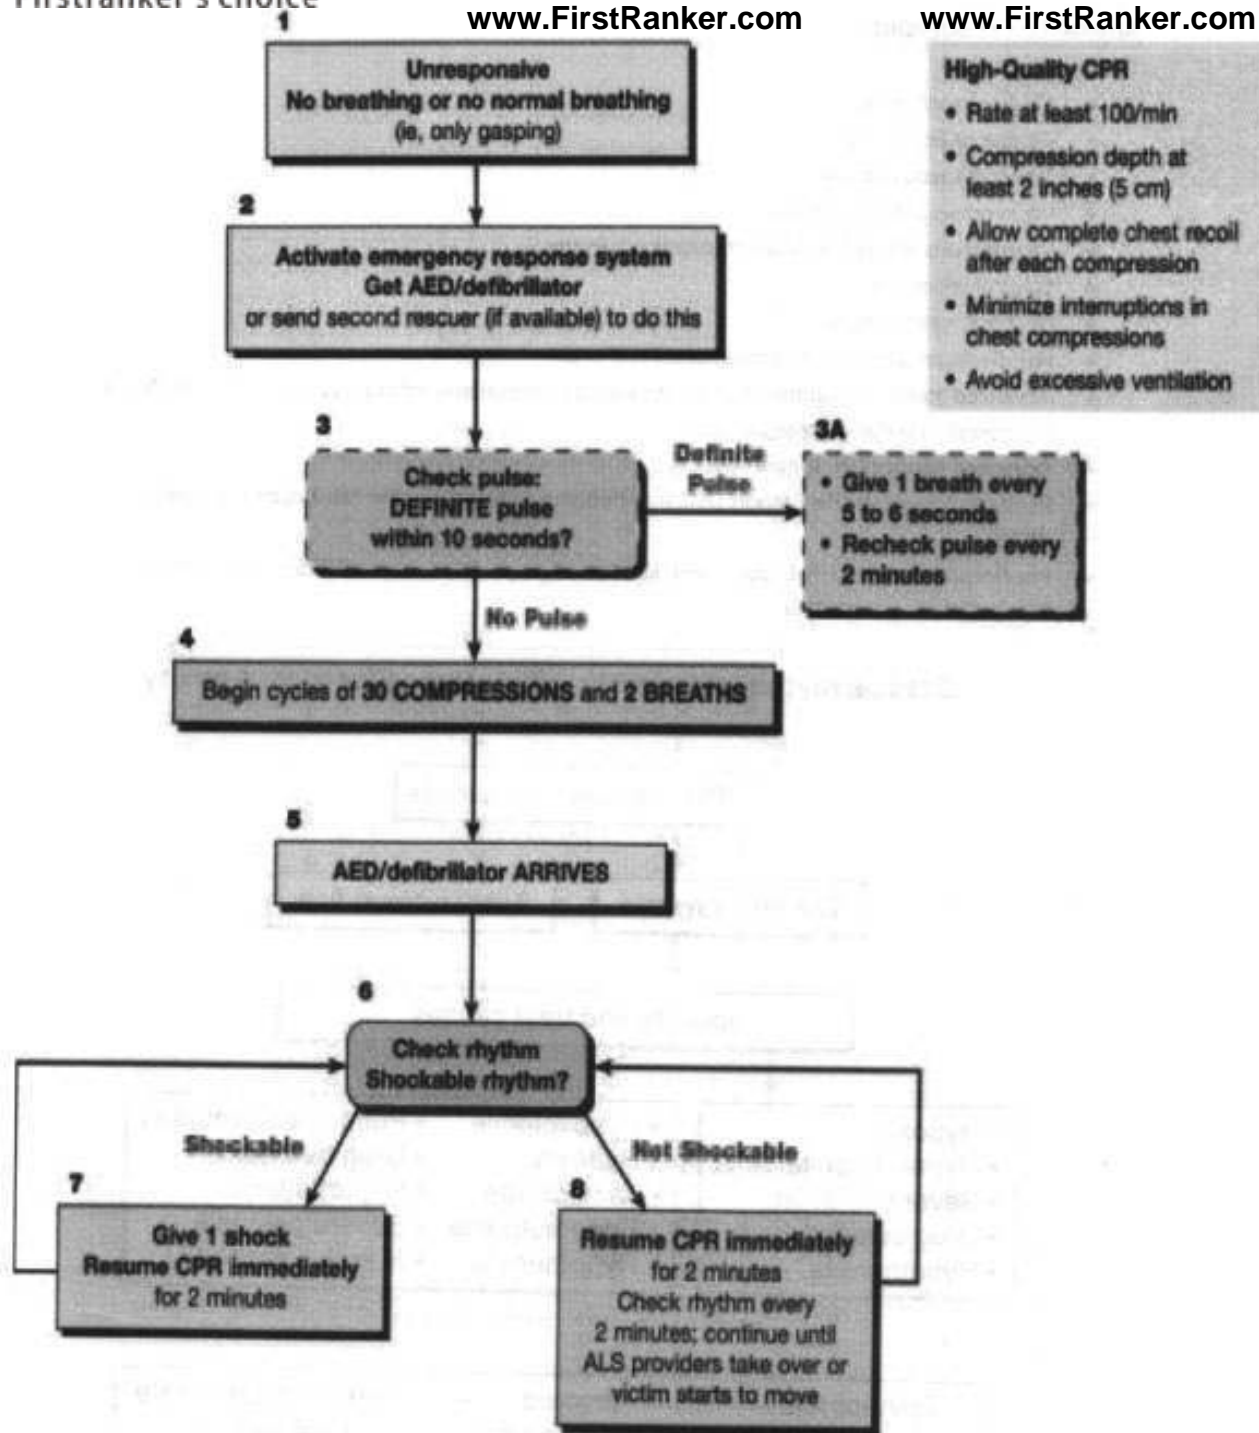 Firstranker's choice
www.FirstRanker.com
www.FirstRanker.com
1
Unresponsive
No breathing or no normal breathing
(ie, only gasping)
High-Quality CPR
• Rate at least 100/min
• Compression depth at
least 2 inches (5 cm)
• Allow complete chest recoil
after each compression
• Minimize interruptions in
chest compressions
• Avoid excessive ventilation
2
Activate emergency response system
Get AED/defibrillator
or send second rescuer (if available) to do this
3
Check pulse:
DEFINITE pulse
within 10 seconds?
Definite
Pulse
3A
• Give 1 breath every
5 to 6 seconds
• Recheck pulse every
2 minutes
No Pulse
4
Begin cycles of 30 COMPRESSIONS and 2 BREATHS
5
AED/defibrillator ARRIVES
6
Check rhythm
Shockable rhythm?
Shockable
Not Shockable
7
Give 1 shock
Resume CPR immediately
for 2 minutes
8
Resume CPR immediately
for 2 minutes
Check rhythm every
2 minutes; continue until
ALS providers take over or
victim starts to move